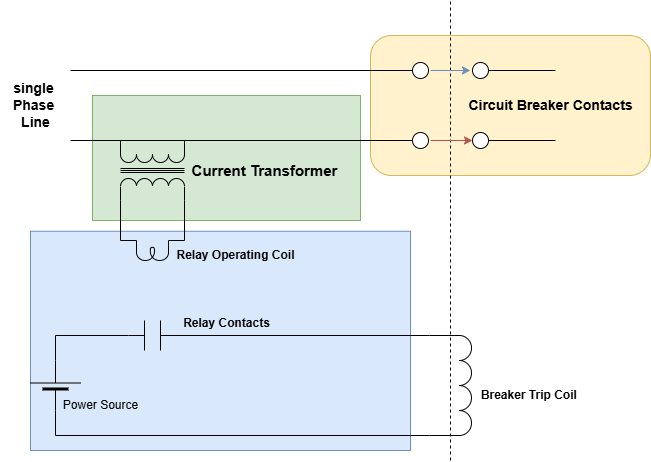 single
Phase
Line
Circuit Breaker Contacts
Current Transformer
Relay Operating Coil
Relay Contacts
Power Source
Breaker Trip Coil